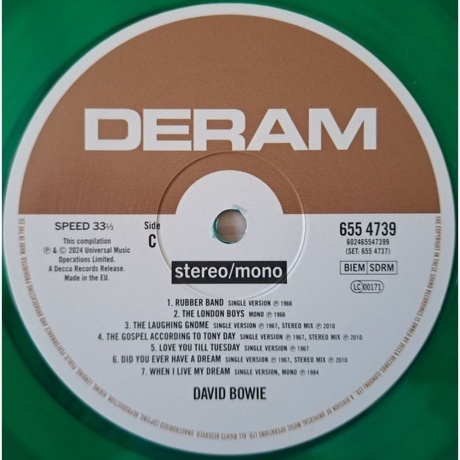 DERAM
SPEED 33⅓
Side
C
This compilation
℗ & © 2024 Universal Music
Operations Limited.
A Decca Records Release.
Made in the EU.
655 4739
602465547399
(SET: 655 4737)
BIEM SDRM
LC 00171
stereo/mono
1. RUBBER BAND SINGLE VERSION ℗ 1966
2. THE LONDON BOYS MONO ℗ 1966
3. THE LAUGHING GNOME SINGLE VERSION ℗ 1967, STEREO MIX ℗ 2010
4. THE GOSPEL ACCORDING TO TONY DAY SINGLE VERSION ℗ 1967, STEREO MIX ℗ 2010
5. LOVE YOU TILL TUESDAY SINGLE VERSION ℗ 1967
6. DID YOU EVER HAVE A DREAM SINGLE VERSION ℗ 1967, STEREO MIX ℗ 2010
7. WHEN I LIVE MY DREAM SINGLE VERSION, MONO ℗ 1984
DAVID BOWIE